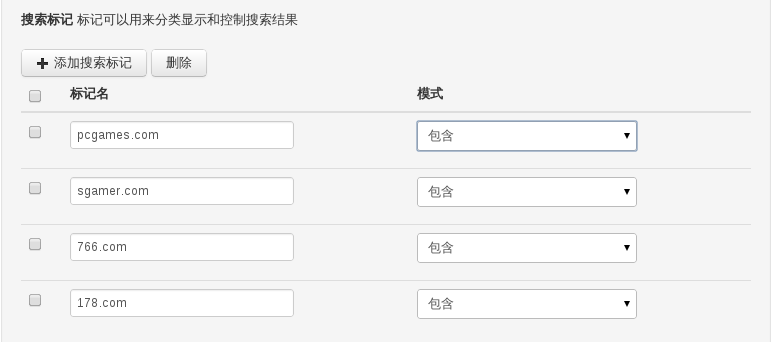 搜索标记 标记可以用来分类显示和控制搜索结果
添加搜索标记 删除
标记名 模式
pcgames.com 包含
sgamer.com 包含
766.com 包含
178.com 包含